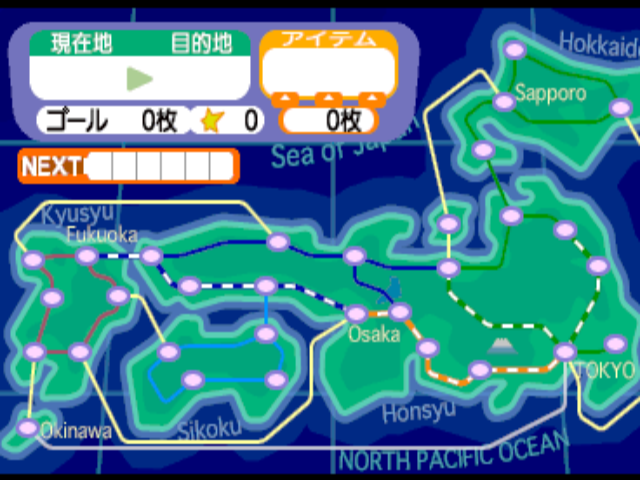 現在地 目的地
アイテム
ゴール 0枚 0
0枚
NEXT
Hokkaido
Sapporo
Sea of Japan
Kyusyu
Fukuoka
Osaka
TOKYO
Honsyu
Sikoku
Okinawa
NORTH PACIFIC OCEAN